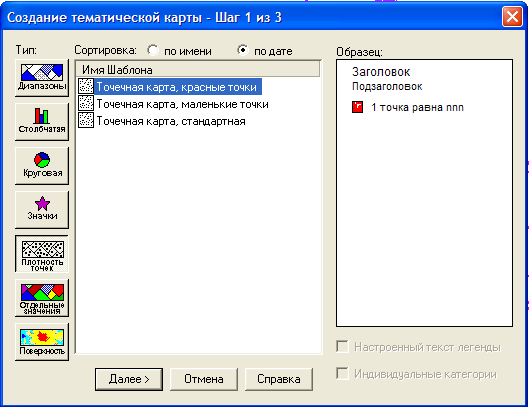 Создание тематической карты - Шаг 1 из 3
Тип:
Сортировка:
по имени
по дате
Образец:
Диапазоны
Столбчатая
Круговая
Значки
Плотность
точек
Отдельные
значения
Поверхность
Имя Шаблона
Точечная карта, красные точки
Точечная карта, маленькие точки
Точечная карта, стандартная
Заголовок
Подзаголовок
1 точка равна nnn
Настроенный текст легенды
Индивидуальные категории
Далее >
Отмена
Справка